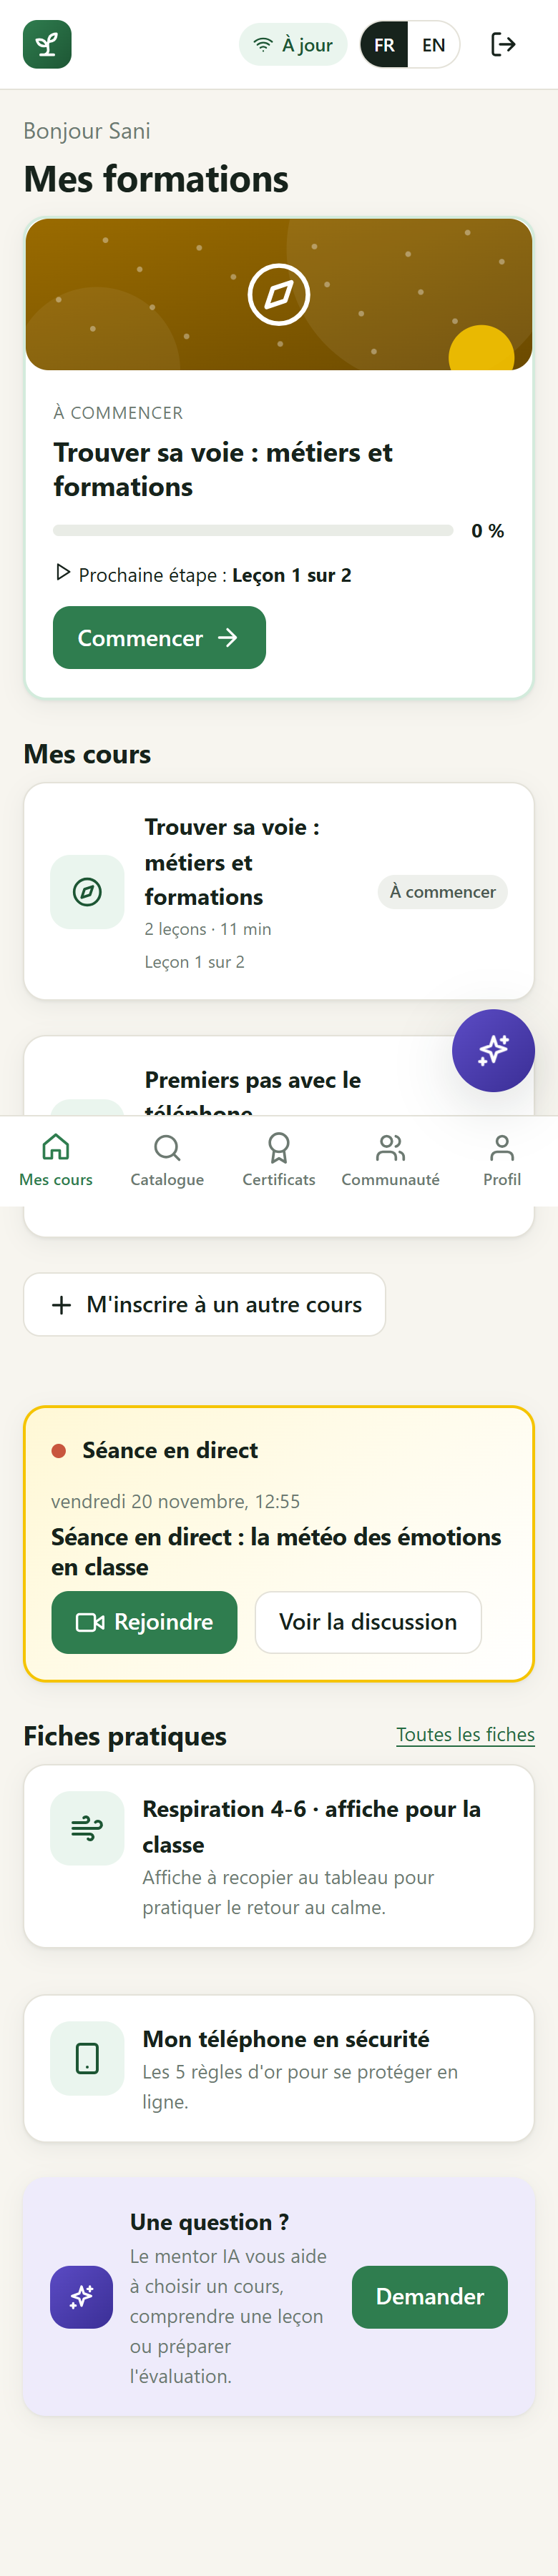 À jour
FR
EN
Bonjour Sani
Mes formations
À COMMENCER
Trouver sa voie : métiers et
formations
0 %
Prochaine étape : Leçon 1 sur 2
Commencer
Mes cours
Trouver sa voie :
métiers et
formations
2 leçons · 11 min
Leçon 1 sur 2
À commencer
Premiers pas avec le
téléphone
Mes cours
Catalogue
Certificats
Communauté
Profil
M'inscrire à un autre cours
Séance en direct
vendredi 20 novembre, 12:55
Séance en direct : la météo des émotions
en classe
Rejoindre
Voir la discussion
Fiches pratiques
Toutes les fiches
Respiration 4-6 · affiche pour la
classe
Affiche à recopier au tableau pour
pratiquer le retour au calme.
Mon téléphone en sécurité
Les 5 règles d'or pour se protéger en
ligne.
Une question ?
Le mentor IA vous aide
à choisir un cours,
comprendre une leçon
ou préparer
l'évaluation.
Demander